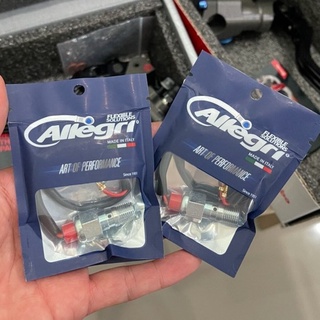 FLEXIBLE
SOLUTIONS
Allegri
MADE IN ITALY
ART OF PERFORMANCE
FLEXIBLE
SOLUTIONS
Allegri
MADE IN ITALY
ART OF PERFORMANCE